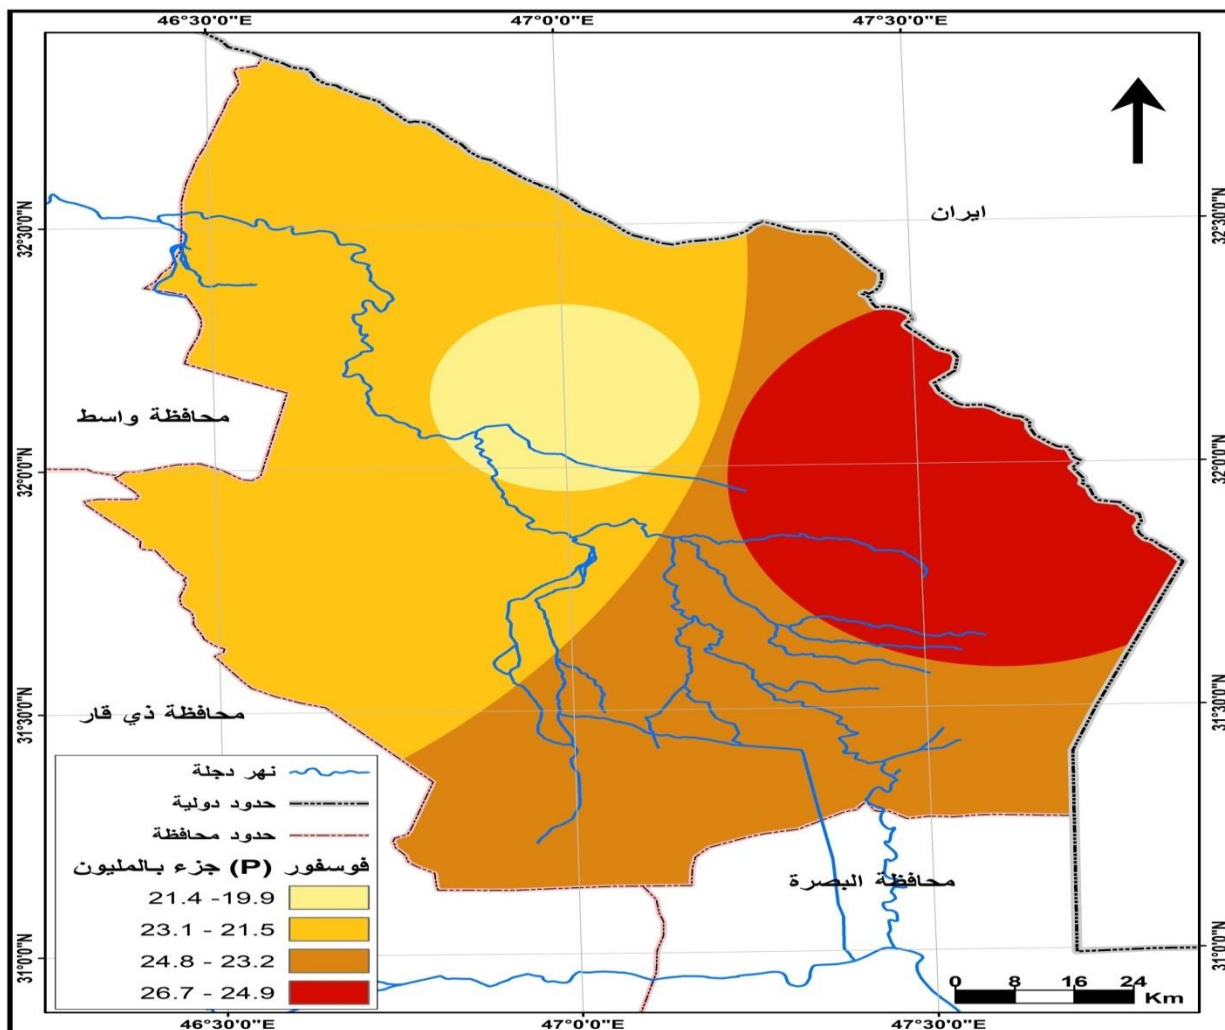 46°30'0"E
47°0'0"E
47°30'0"E
32°30'0"N
32°30'0"N
ايران
محافظة واسط
32°0'0"N
32°0'0"N
31°30'0"N
31°30'0"N
محافظة ذي قار
نهر دجلة
حدود دولية
حدود محافظة
فوسفور (P) جزء بالمليون
21.4 -19.9
23.1 - 21.5
24.8 - 23.2
26.7 - 24.9
محافظة البصرة
31°0'0"N
31°0'0"N
0 8 16 24
Km
46°30'0"E
47°0'0"E
47°30'0"E